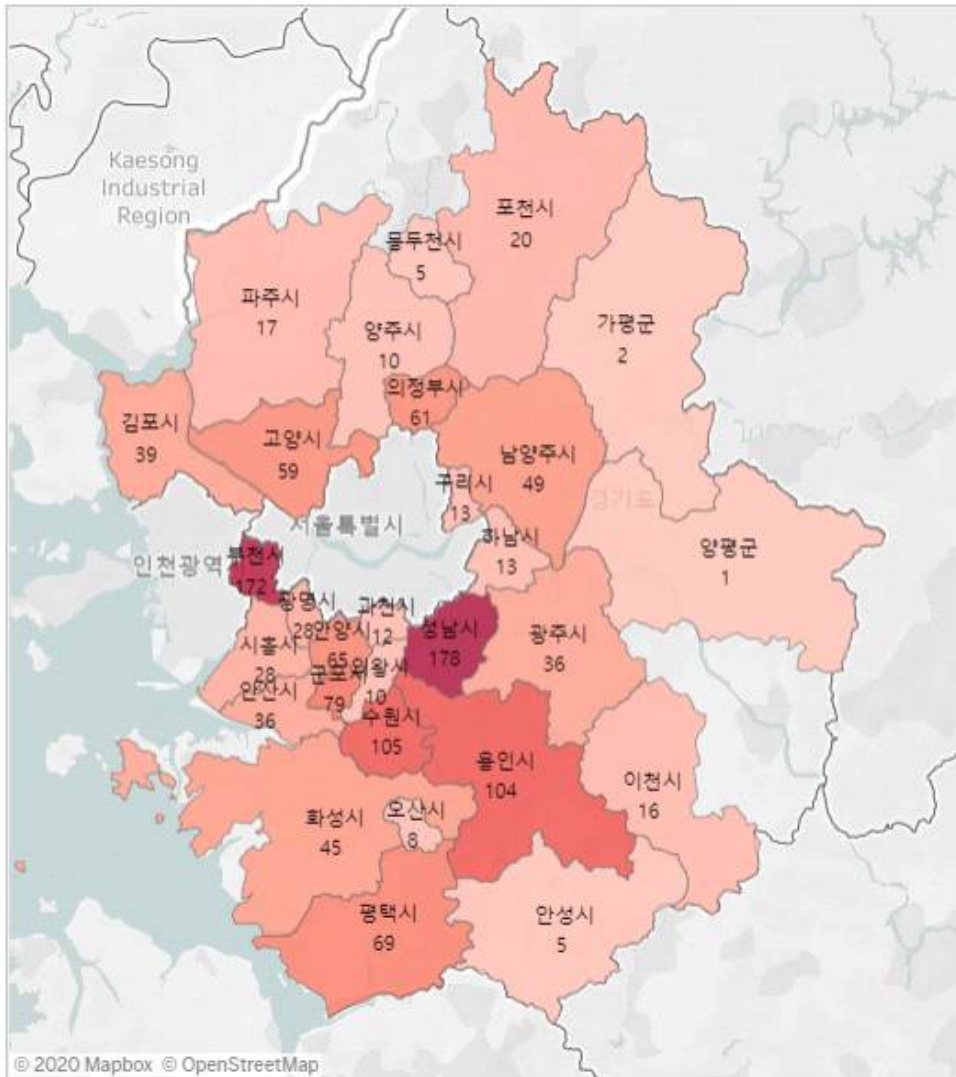 Kaesong
Industrial
Region
포천시
20
동두천시
5
파주시
17
양주시
10
가평군
2
의정부시
61
김포시
39
고양시
59
남양주시
49
구리시
13
경기도
서울특별시
하남시
13
양평군
1
인천광역
부천시
172
광명시
28
과천시
12
안양시
65
성남시
178
광주시
36
시흥시
28
군포시
79
의왕시
10
안산시
36
수원시
105
용인시
104
이천시
16
화성시
45
오산시
8
평택시
69
안성시
5
© 2020 Mapbox © OpenStreetMap